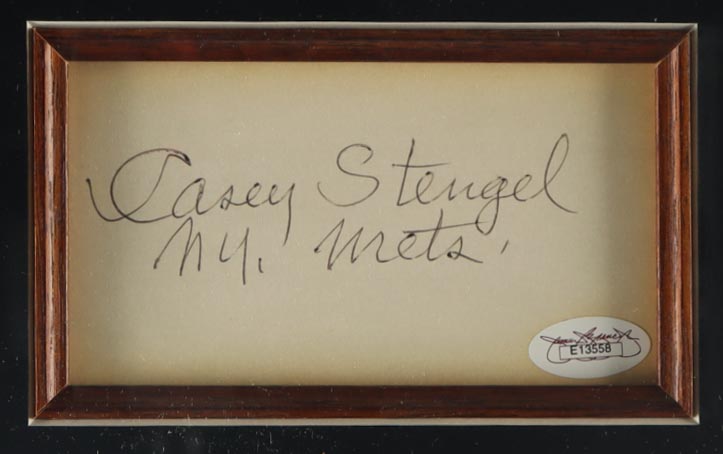 Casey Stengel
N.Y. Mets.
E13558